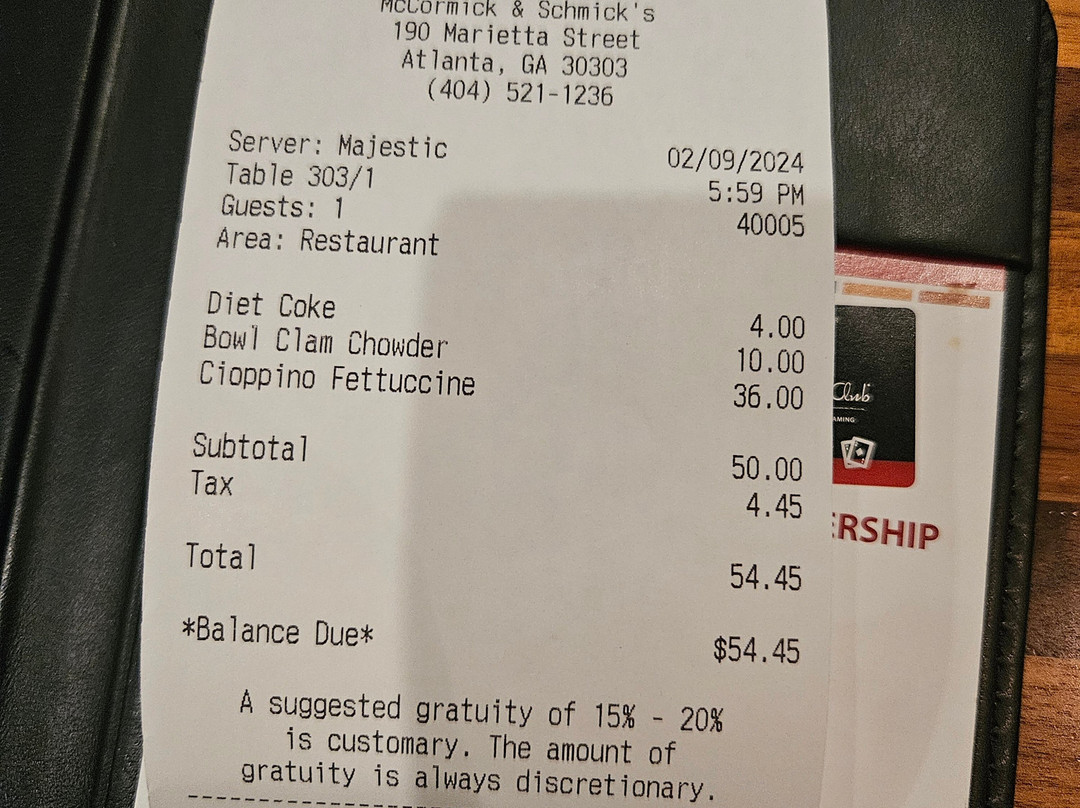 McCormick & Schmick's
190 Marietta Street
Atlanta, GA 30303
(404) 521-1236
Server: Majestic 02/09/2024
Table 303/1 5:59 PM
Guests: 1 40005
Area: Restaurant
Diet Coke 4.00
Bowl Clam Chowder 10.00
Cioppino Fettuccine 36.00
Subtotal 50.00
Tax 4.45
Total 54.45
*Balance Due* $54.45
A suggested gratuity of 15% - 20%
is customary. The amount of
gratuity is always discretionary.
Club
AMING
ERSHIP